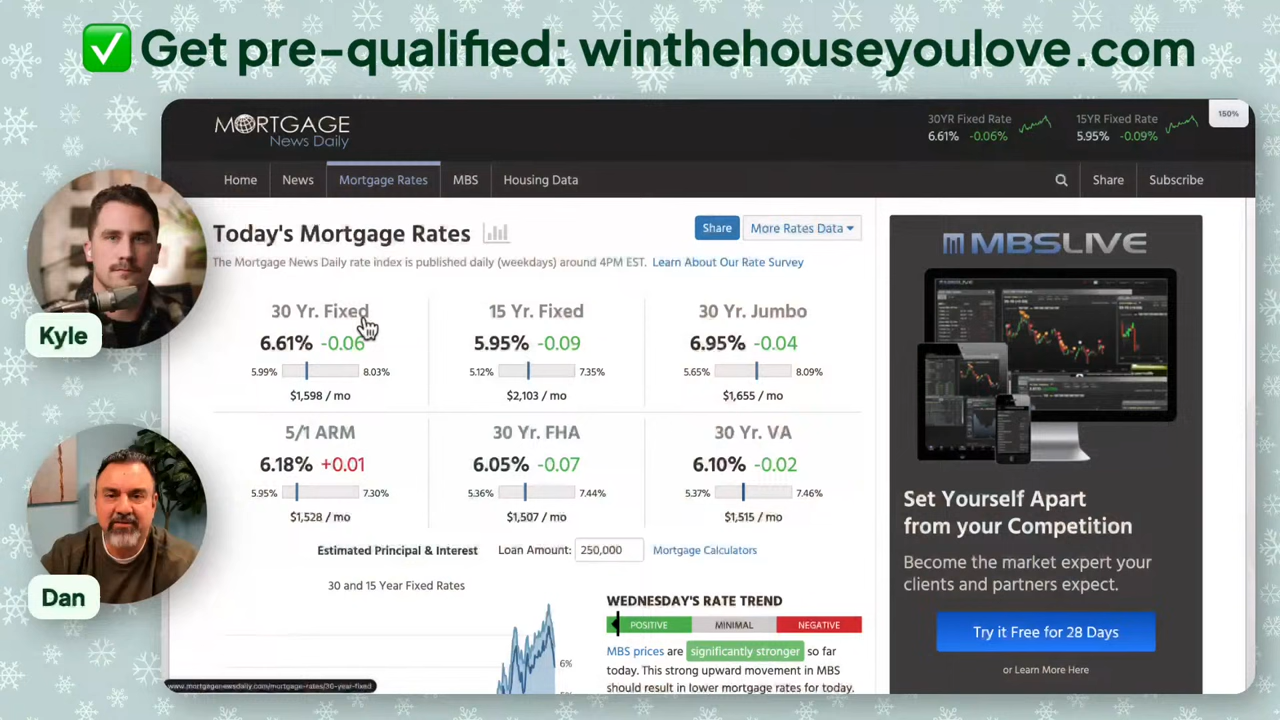 ✅ Get pre-qualified: winthehouseyoulove.com
MORTGAGE
News Daily
30YR Fixed Rate
6.61% -0.06%
15YR Fixed Rate
5.95% -0.09%
150%
Home News Mortgage Rates MBS Housing Data Share Subscribe
Today's Mortgage Rates
Share More Rates Data
The Mortgage News Daily rate index is published daily (weekdays) around 4PM EST. Learn About Our Rate Survey
30 Yr. Fixed
6.61% -0.06
5.99% 8.03%
$1,598 / mo
15 Yr. Fixed
5.95% -0.09
5.12% 7.35%
$2,103 / mo
30 Yr. Jumbo
6.95% -0.04
5.65% 8.09%
$1,655 / mo
5/1 ARM
6.18% +0.01
5.95% 7.30%
$1,528 / mo
30 Yr. FHA
6.05% -0.07
5.36% 7.44%
$1,507 / mo
30 Yr. VA
6.10% -0.02
5.37% 7.46%
$1,515 / mo
Estimated Principal & Interest Loan Amount: 250,000 Mortgage Calculators
30 and 15 Year Fixed Rates
6%
WEDNESDAY'S RATE TREND
POSITIVE MINIMAL NEGATIVE
MBS prices are significantly stronger so far
today. This strong upward movement in MBS
should result in lower mortgage rates for today.
MBSLIVE
Set Yourself Apart
from your Competition
Become the market expert your
clients and partners expect.
Try it Free for 28 Days
or Learn More Here
Kyle
Dan
www.mortgagenewsdaily.com/mortgage-rates/30-year-fixed